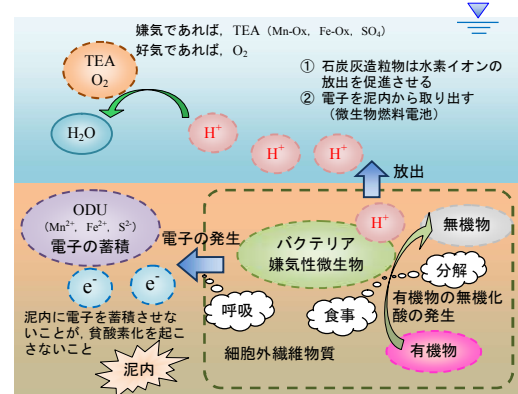 嫌気であれば，TEA（Mn-Ox, Fe-Ox, SO₄）
好気であれば，O₂
TEA
O₂
① 石炭灰造粒物は水素イオンの
放出を促進させる
② 電子を泥内から取り出す
（微生物燃料電池）
H₂O
H⁺
H⁺
H⁺
放出
ODU
（Mn²⁺, Fe²⁺, S²⁻）
電子の蓄積
電子の発生
H⁺
バクテリア
嫌気性微生物
無機物
分解
e⁻
e⁻
呼吸
食事
有機物の無機化
酸の発生
泥内に電子を蓄積させな
いことが，貧酸素化を起こ
さないこと
泥内
細胞外繊維物質
有機物